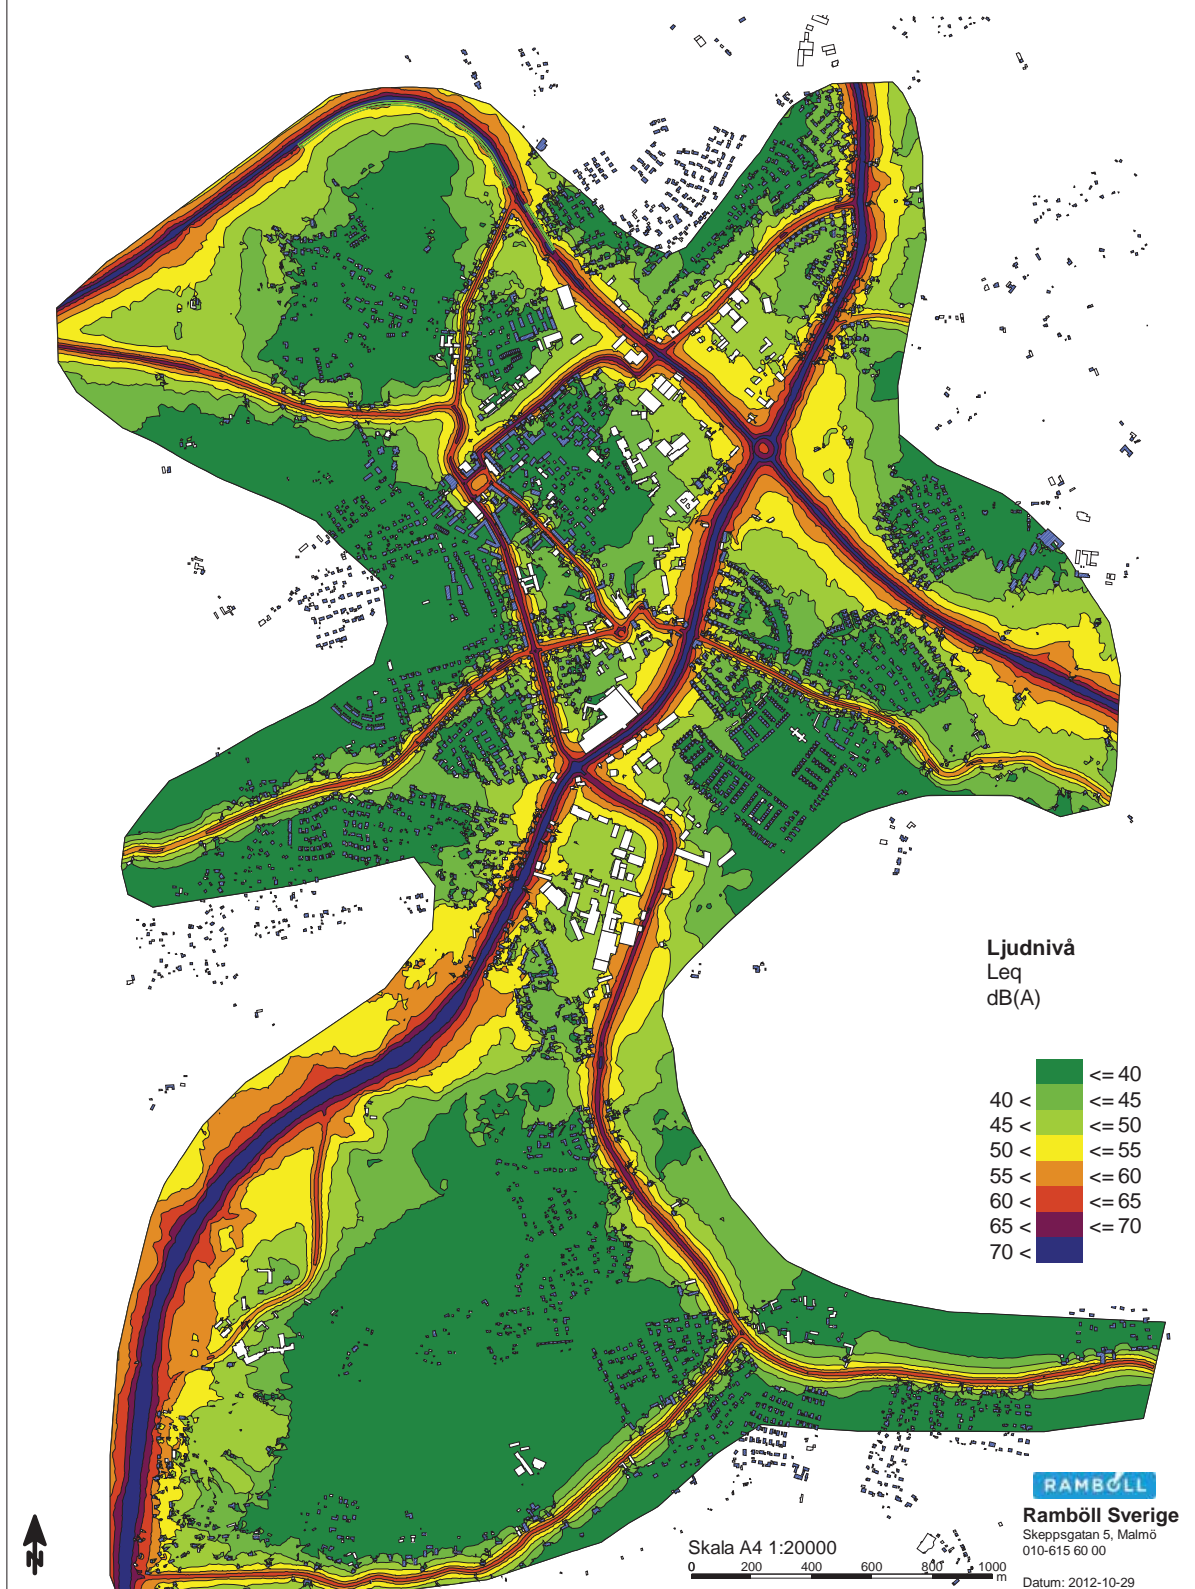 Ljudnivå
Leq
dB(A)
<= 40
40 < <= 45
45 < <= 50
50 < <= 55
55 < <= 60
60 < <= 65
65 < <= 70
70 <
RAMBOLL
Ramböll Sverige
Skeppsgatan 5, Malmö
010-615 60 00
Datum: 2012-10-29
Skala A4 1:20000
0 200 400 600 800 1000
m
N